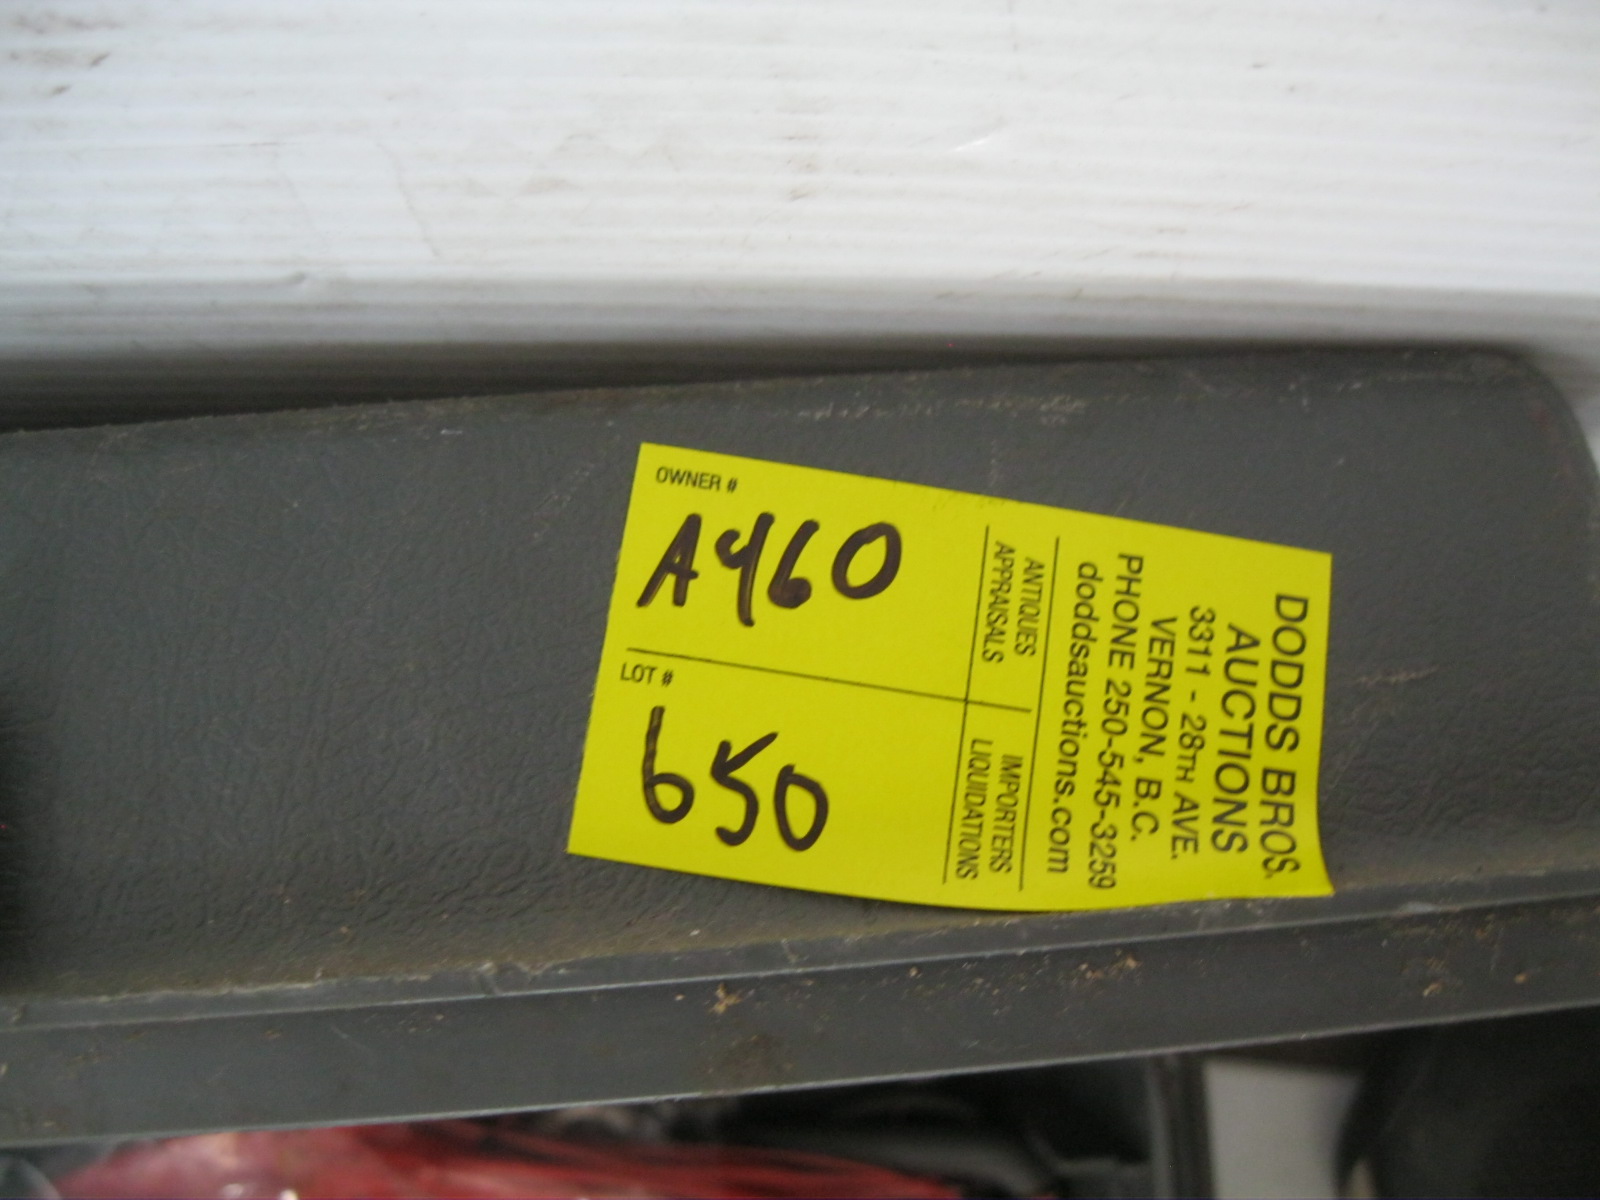 DODDS BROS.
AUCTIONS
3311 - 28TH AVE.
VERNON, B.C.
PHONE 250-545-3259
doddsauctions.com
ANTIQUES
APPRAISALS
IMPORTERS
LIQUIDATIONS
OWNER #
A460
LOT #
650